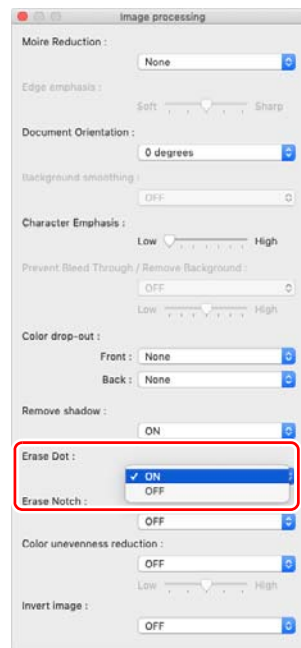 Image processing
Moire Reduction :
None
Edge emphasis :
Soft Sharp
Document Orientation :
0 degrees
Background smoothing :
OFF
Character Emphasis :
Low High
Prevent Bleed Through / Remove Background :
OFF
Low High
Color drop-out :
Front : None
Back : None
Remove shadow :
ON
Erase Dot :
✓ ON
OFF
Erase Notch :
OFF
Color unevenness reduction :
OFF
Low High
Invert image :
OFF